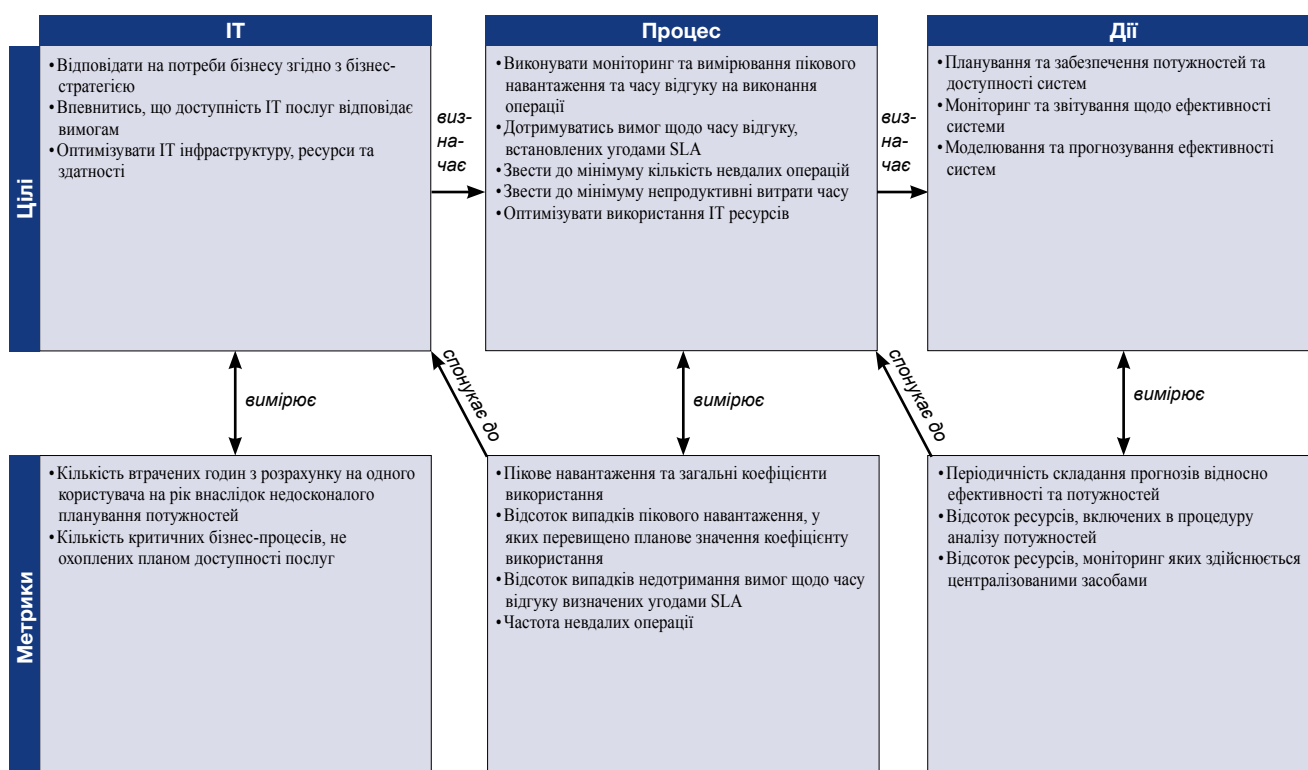 ІТ
Процес
Дії
Цілі
•Відповідати на потреби бізнесу згідно з бізнес-
стратегією
•Впевнитись, що доступність ІТ послуг відповідає
вимогам
•Оптимізувати ІТ інфраструктуру, ресурси та
здатності
виз-
на-
чає
•Виконувати моніторинг та вимірювання пікового
навантаження та часу відгуку на виконання
операції
•Дотримуватись вимог щодо часу відгуку,
встановлених угодами SLA
•Звести до мінімуму кількість невдалих операцій
•Звести до мінімуму непродуктивні витрати часу
•Оптимізувати використання ІТ ресурсів
виз-
на-
чає
•Планування та забезпечення потужностей та
доступності систем
•Моніторинг та звітування щодо ефективності
системи
•Моделювання та прогнозування ефективності
систем
вимірює
спонукає до
вимірює
спонукає до
вимірює
Метрики
•Кількість втрачених годин з розрахунку на одного
користувача на рік внаслідок недосконалого
планування потужностей
•Кількість критичних бізнес-процесів, не
охоплених планом доступності послуг
•Пікове навантаження та загальні коефіцієнти
використання
•Відсоток випадків пікового навантаження, у
яких перевищено планове значення коефіцієнту
використання
•Відсоток випадків недотримання вимог щодо часу
відгуку визначених угодами SLA
•Частота невдалих операції
•Періодичність складання прогнозів відносно
ефективності та потужностей
•Відсоток ресурсів, включених в процедуру
аналізу потужностей
•Відсоток ресурсів, моніторинг яких здійснюється
централізованими засобами